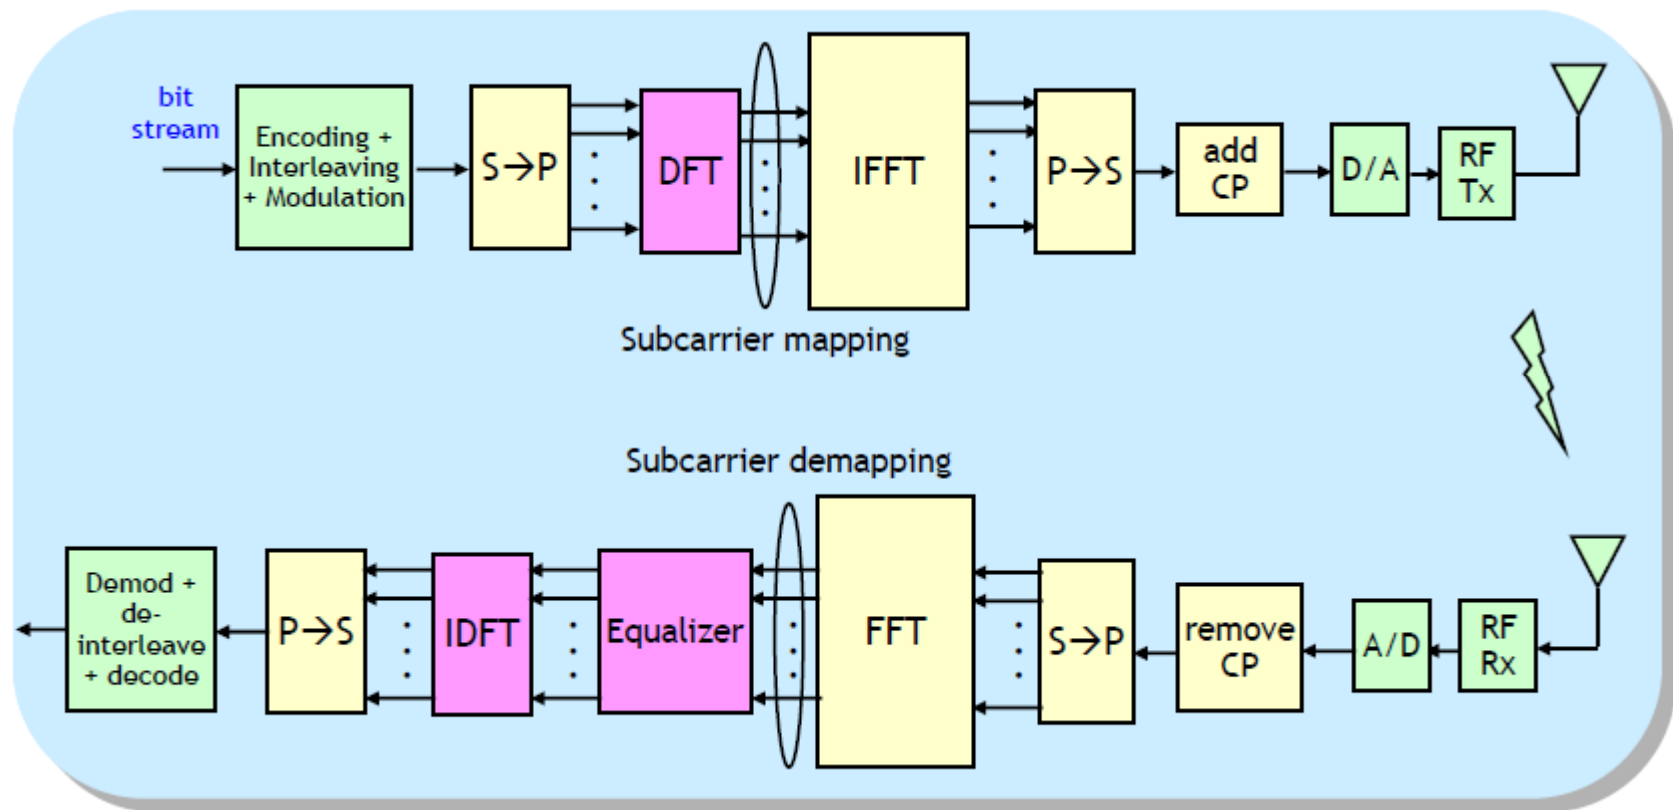 bit
stream
Encoding +
Interleaving
+ Modulation
S→P
DFT
IFFT
P→S
add
CP
D/A
RF
Tx
Subcarrier mapping
Subcarrier demapping
Demod +
de-
interleave
+ decode
P→S
IDFT
Equalizer
FFT
S→P
remove
CP
A/D
RF
Rx